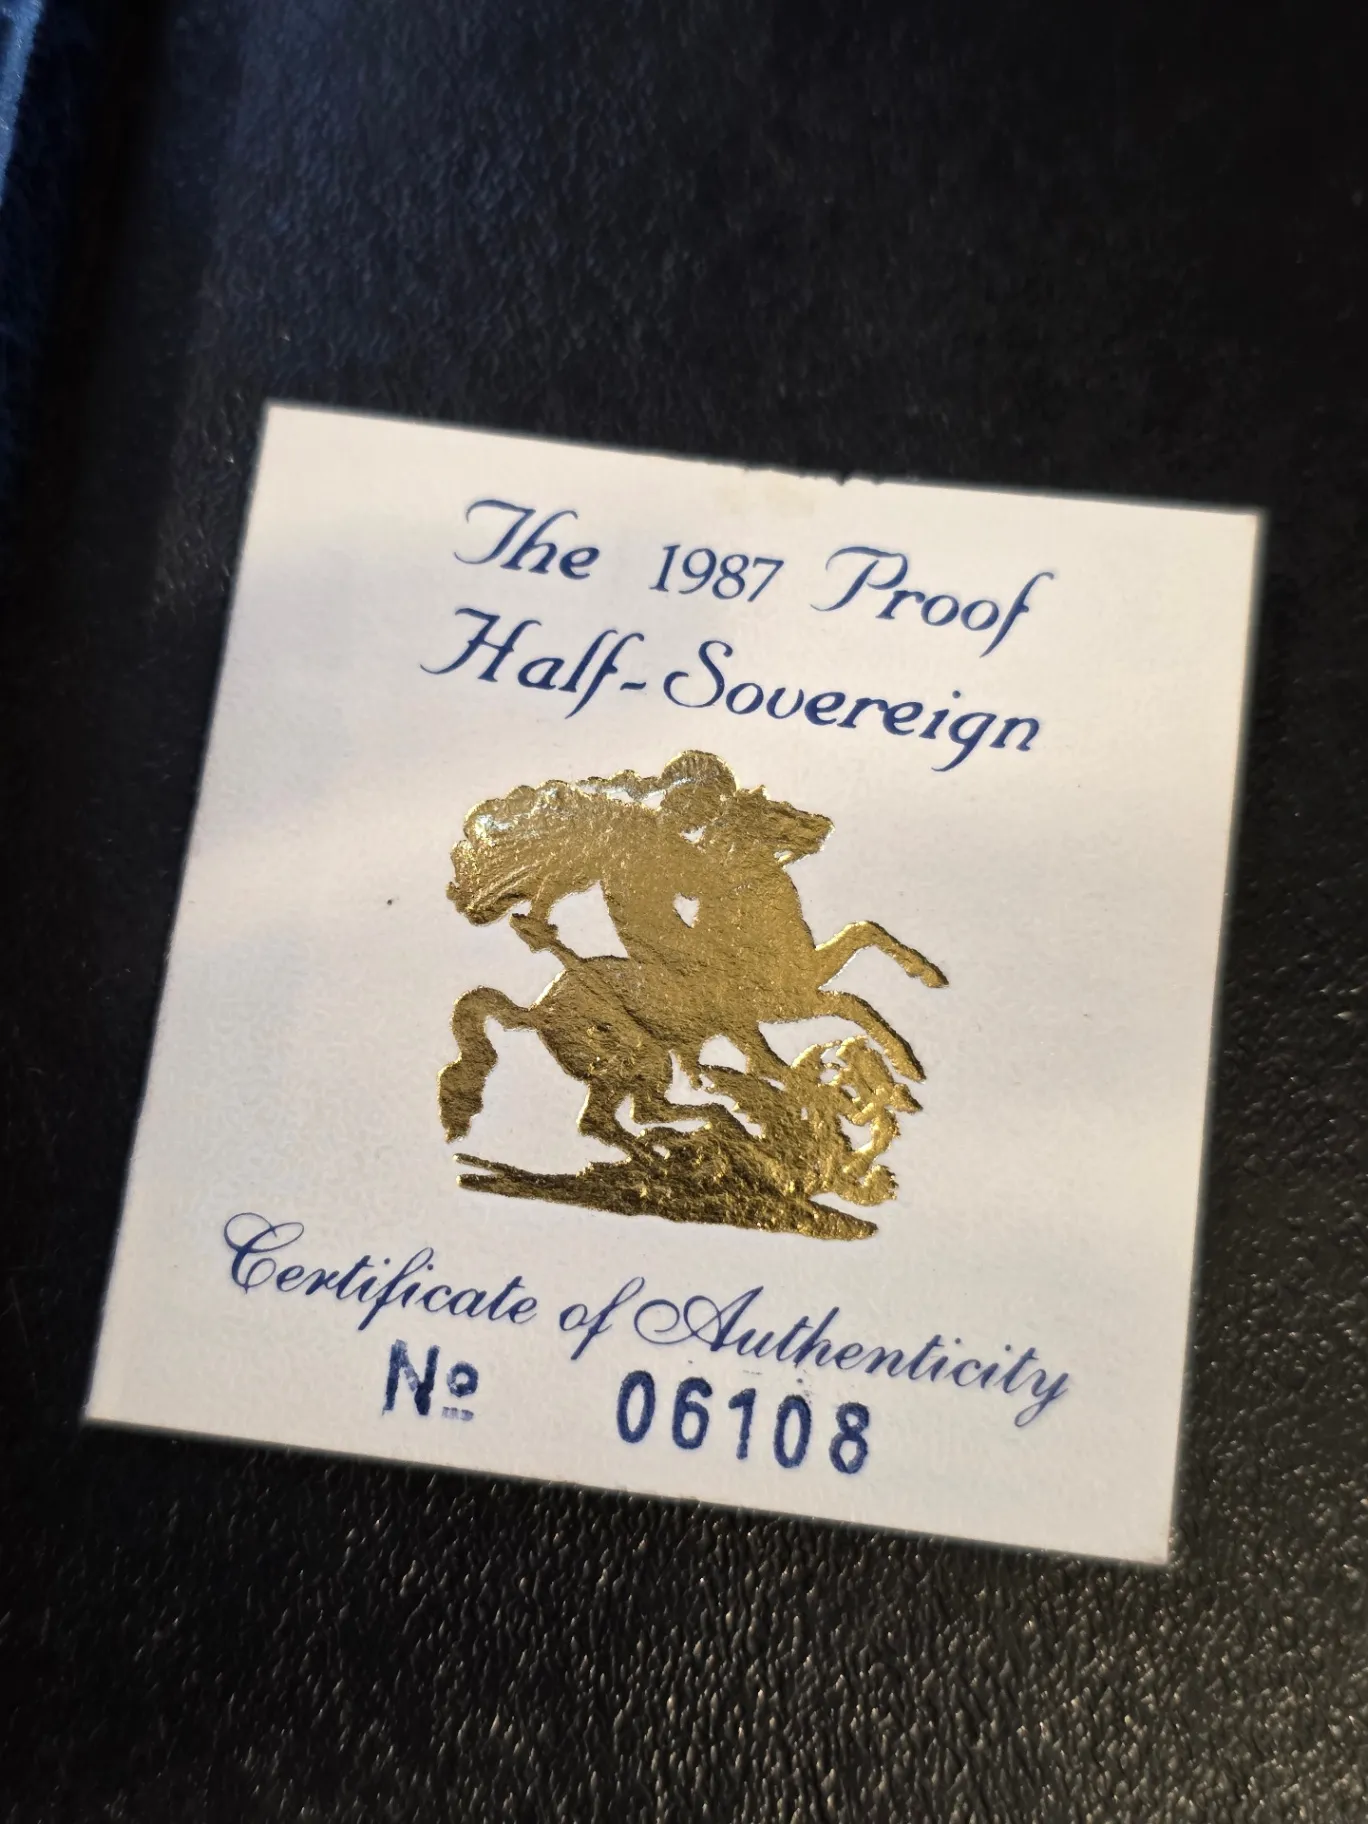 The 1987 Proof
Half-Sovereign
Certificate of Authenticity
Nº 06108